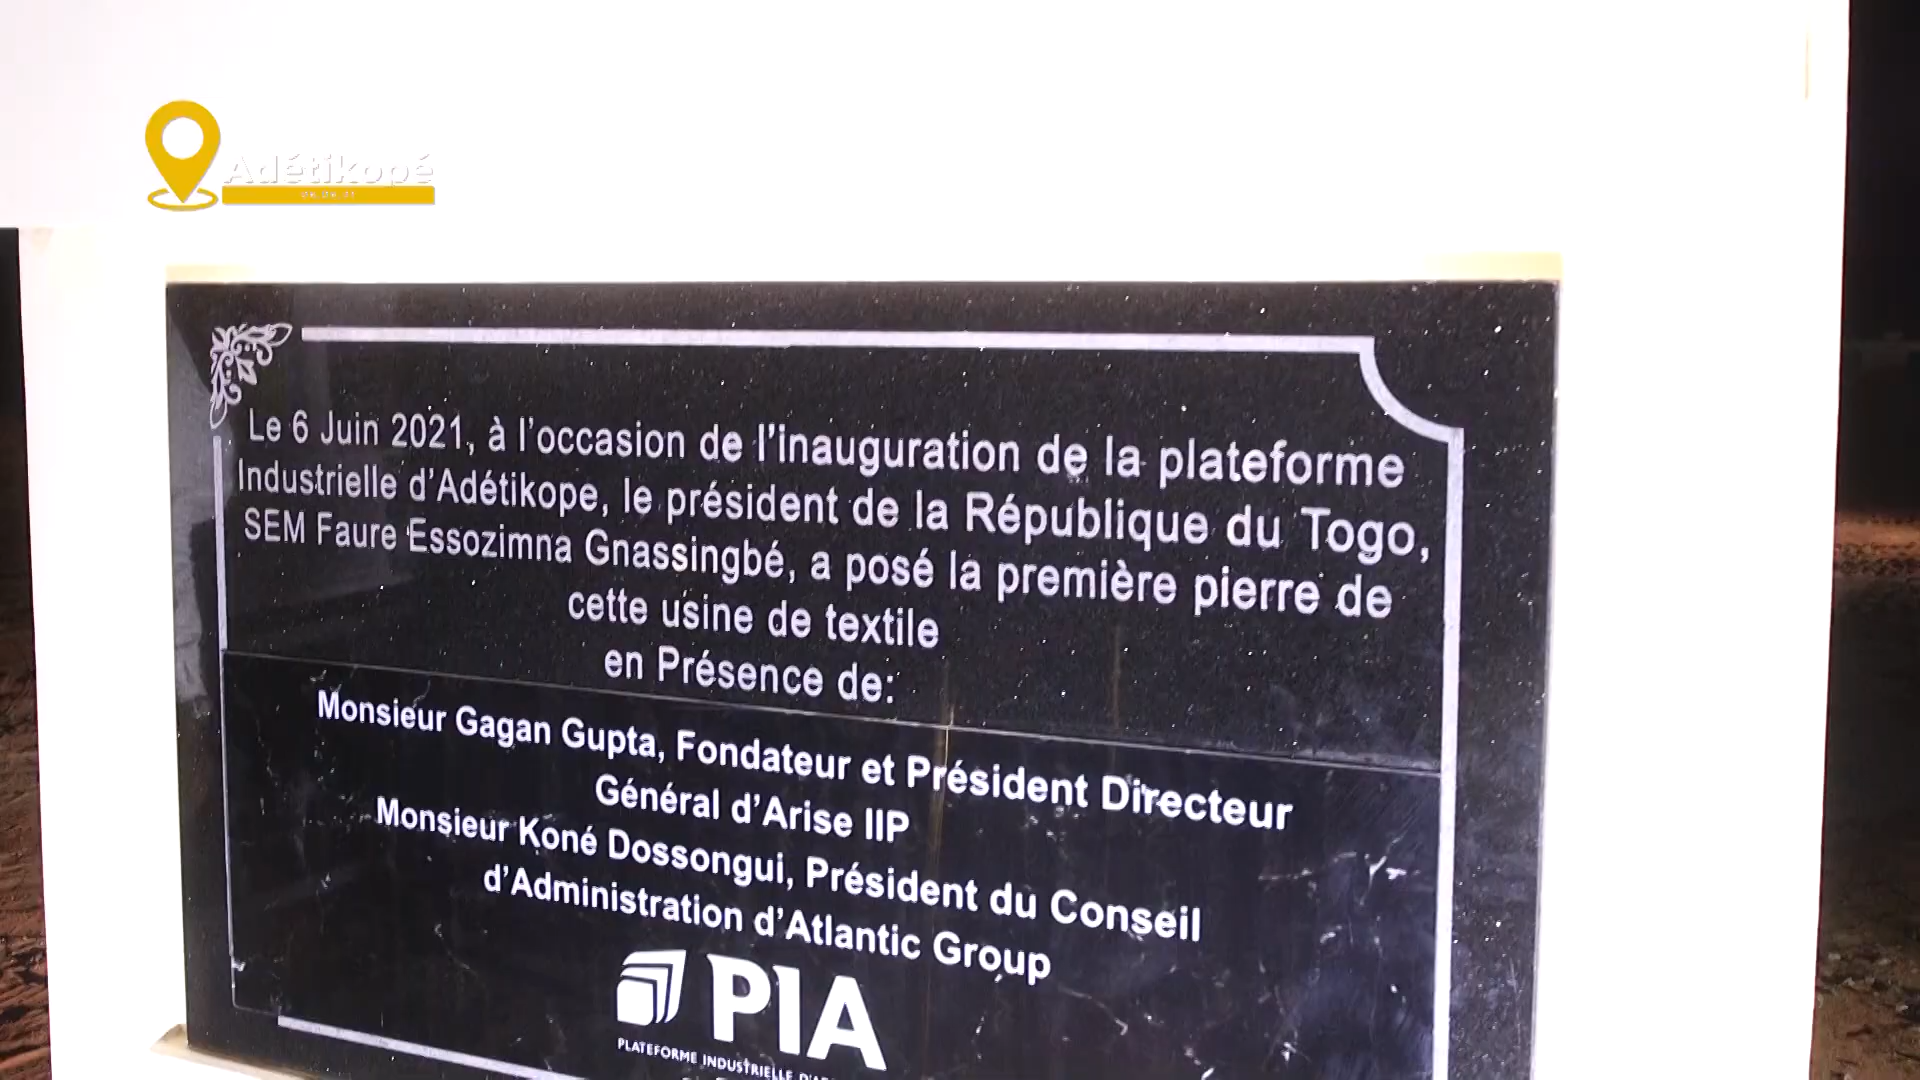 Adétikopé
Le 6 Juin 2021, à l'occasion de l'inauguration de la plateforme
Industrielle d'Adétikope, le président de la République du Togo,
SEM Faure Essozimna Gnassingbé, a posé la première pierre de
cette usine de textile
en Présence de:
Monsieur Gagan Gupta, Fondateur et Président Directeur
Général d'Arise IIP
Monsieur Koné Dossongui, Président du Conseil
d'Administration d'Atlantic Group
PIA
PLATEFORME INDUSTRIELLE